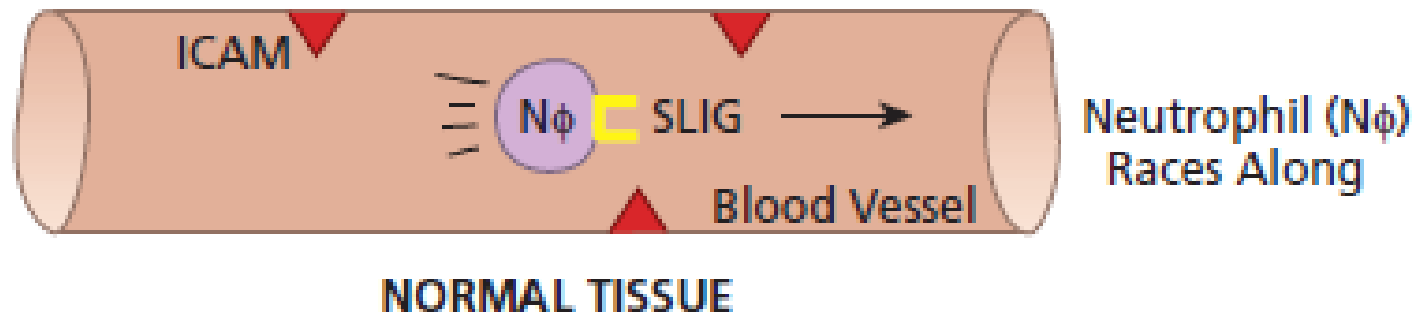 ICAM
Nϕ
SLIG
Neutrophil (Nϕ)
Races Along
Blood Vessel
NORMAL TISSUE